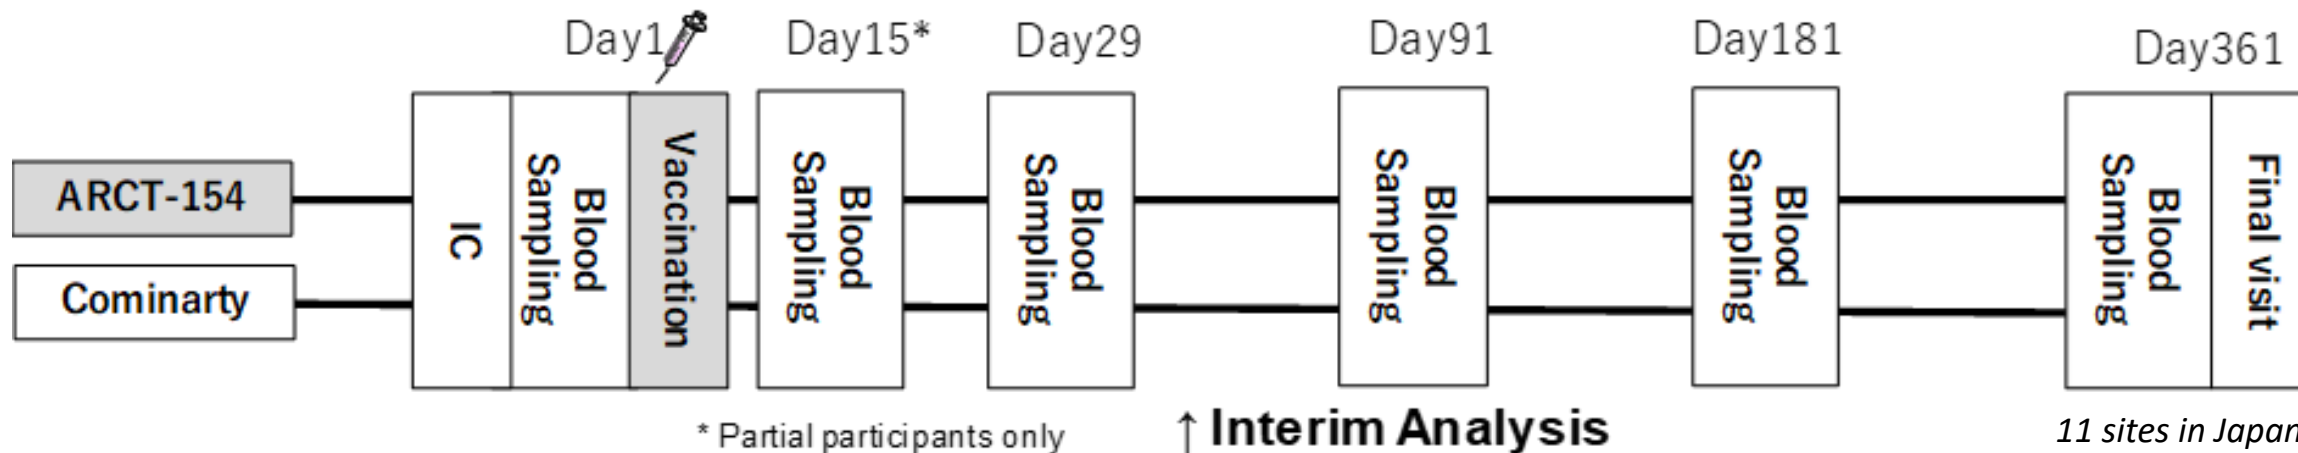 Day1
Day15*
Day29
Day91
Day181
Day361
ARCT-154
Cominarty
IC
Blood
Sampling
Vaccination
Blood
Sampling
Blood
Sampling
Blood
Sampling
Blood
Sampling
Blood
Sampling
Final visit
* Partial participants only
↑ Interim Analysis
11 sites in Japan